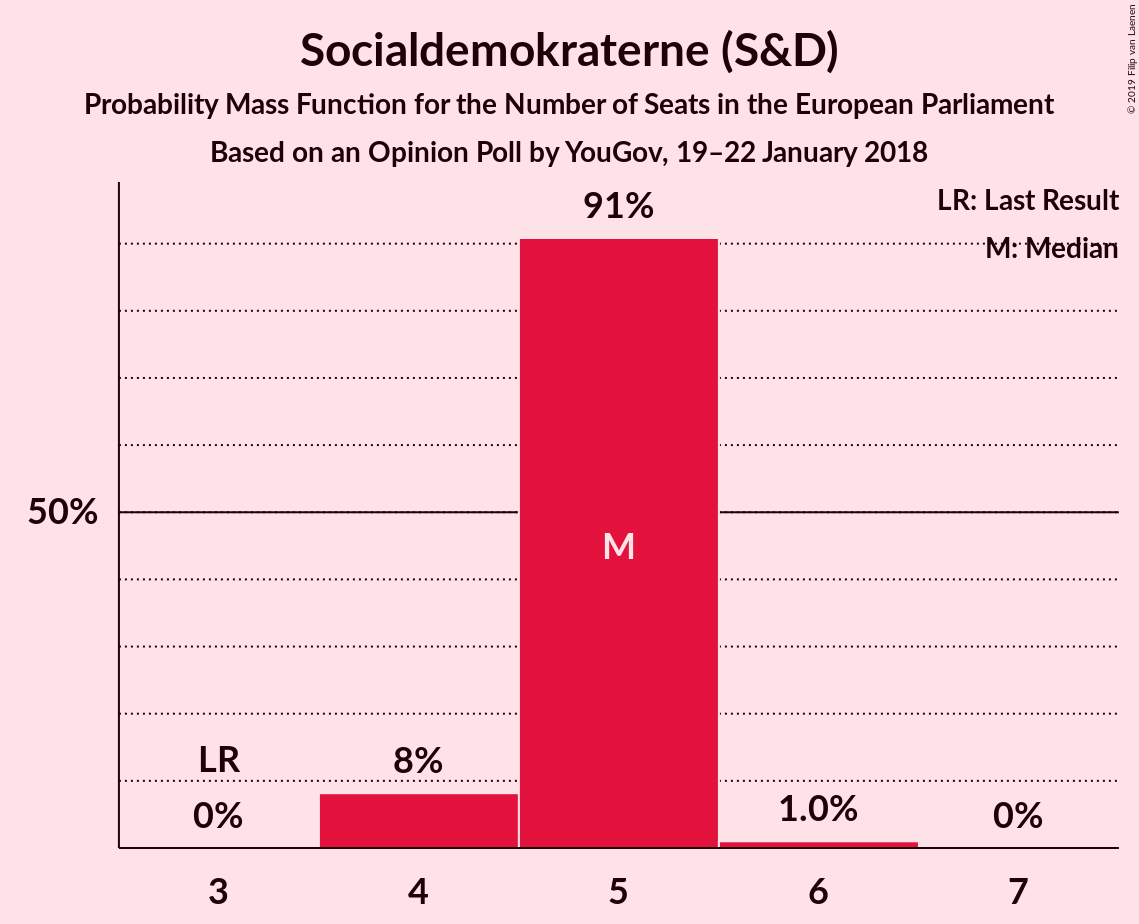 Socialdemokraterne (S&D)
Probability Mass Function for the Number of Seats in the European Parliament
Based on an Opinion Poll by YouGov, 19–22 January 2018
© 2019 Filip van Laenen
LR: Last Result
M: Median
91%
50%
M
LR
0%
8%
1.0%
0%
3 4 5 6 7